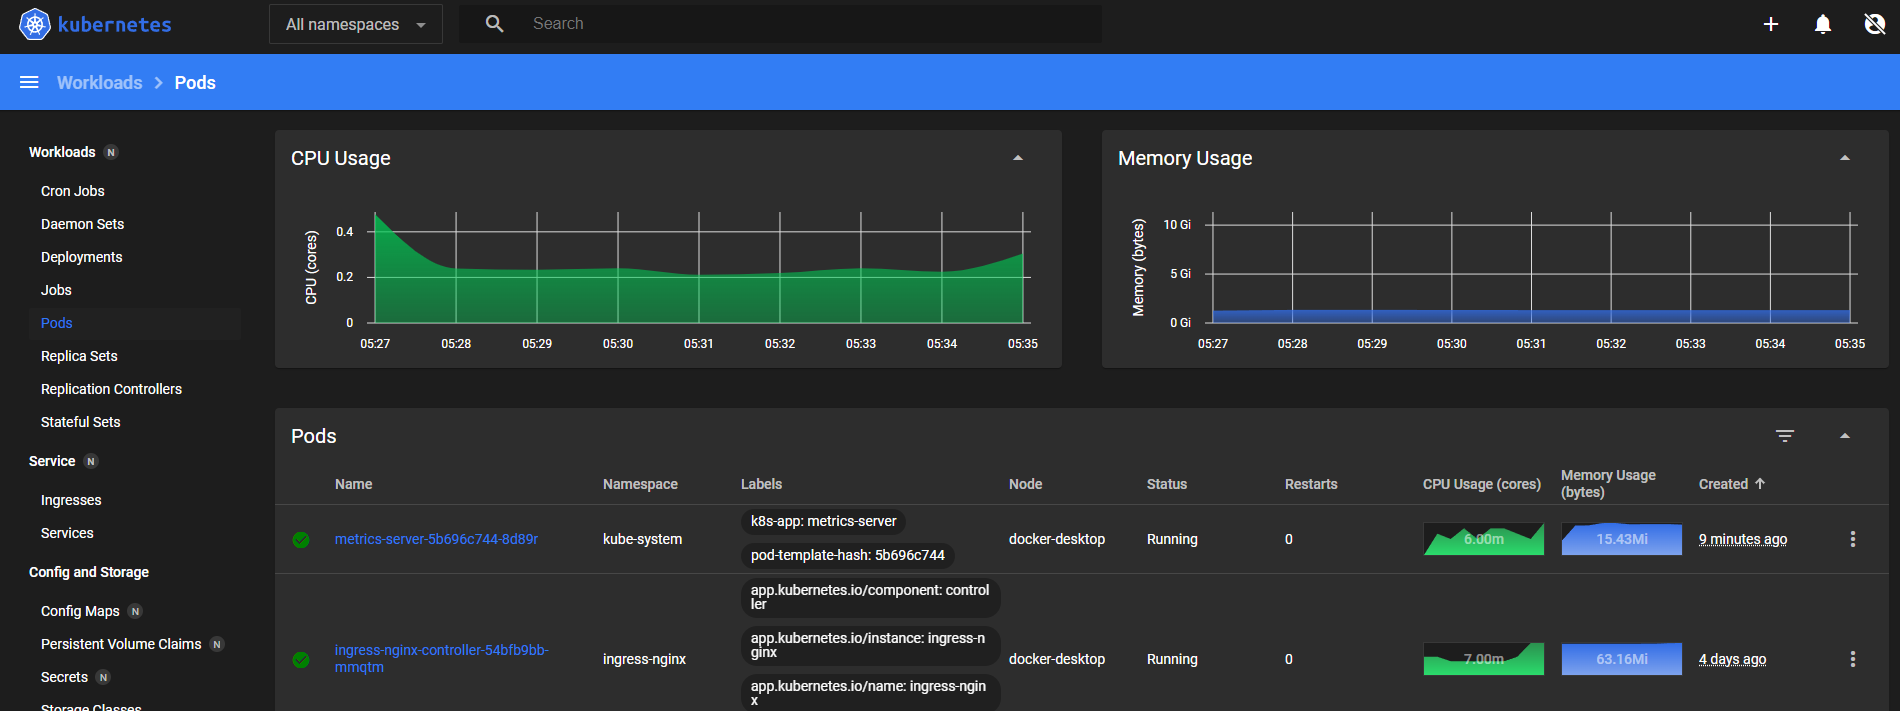 kubernetes
All namespaces
Search
Workloads
Pods
Workloads N
Cron Jobs
Daemon Sets
Deployments
Jobs
Pods
Replica Sets
Replication Controllers
Stateful Sets
Service N
Ingresses
Services
Config and Storage
Config Maps N
Persistent Volume Claims N
Secrets N
Storage Classes
CPU Usage
CPU (cores)
0.4
0.2
0
05:27 05:28 05:29 05:30 05:31 05:32 05:33 05:34 05:35
Memory Usage
Memory (bytes)
10 Gi
5 Gi
0 Gi
05:27 05:28 05:29 05:30 05:31 05:32 05:33 05:34 05:35
Pods
Name Namespace Labels Node Status Restarts CPU Usage (cores) Memory Usage (bytes) Created
metrics-server-5b696c744-8d89r kube-system k8s-app: metrics-server
pod-template-hash: 5b696c744
docker-desktop Running 0 6.00m 15.43Mi 9 minutes ago
ingress-nginx-controller-54bfb9bb-
mmqtm
ingress-nginx
app.kubernetes.io/component: control
ler
app.kubernetes.io/instance: ingress-n
ginx
app.kubernetes.io/name: ingress-ngin
x
docker-desktop Running 0 7.00m 63.16Mi 4 days ago